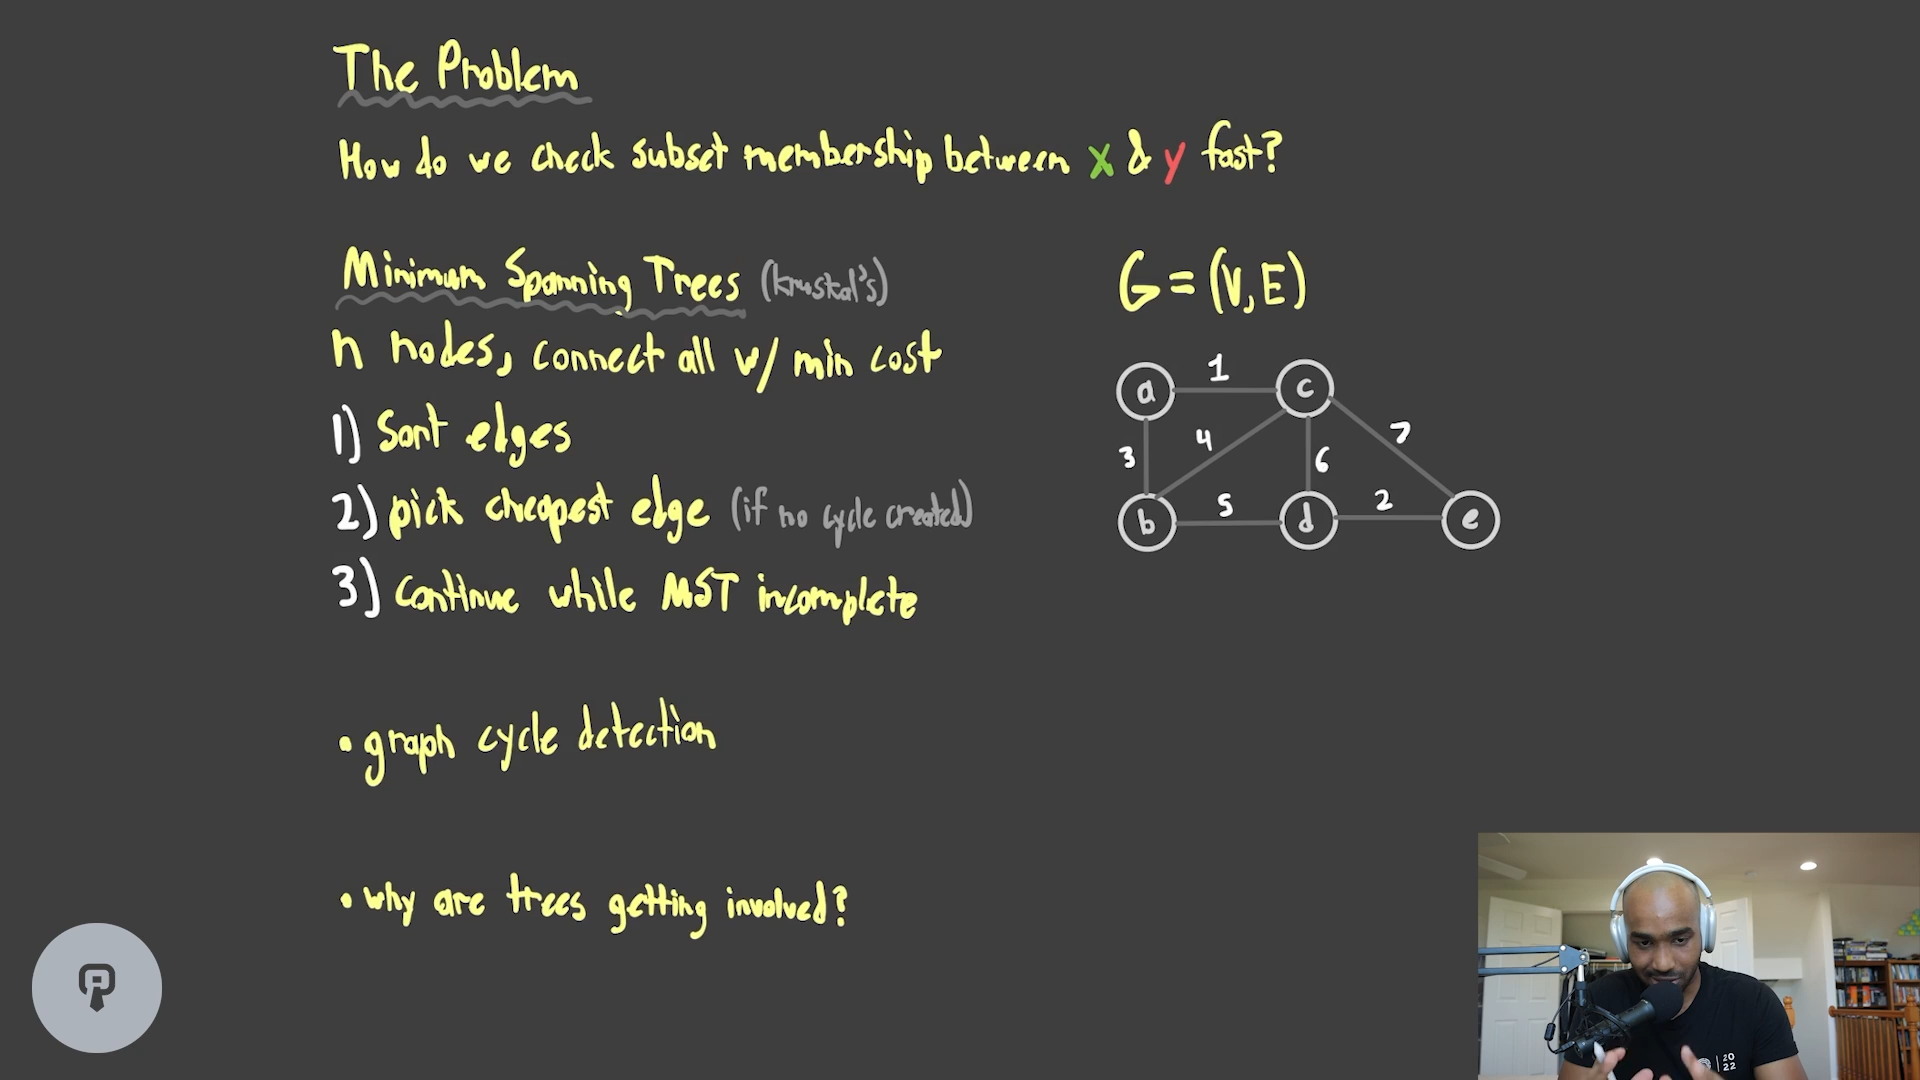 The Problem
How do we check subset membership between x & y fast?
Minimum Spanning Trees (kruskal's)
n nodes, connect all w/ min cost
1) Sort edges
2) pick cheapest edge (if no cycle created)
3) continue while MST incomplete
• graph cycle detection
• why are trees getting involved?
G = (V, E)
a 1 c
3 4 6 7
b 5 d 2 e
20
22